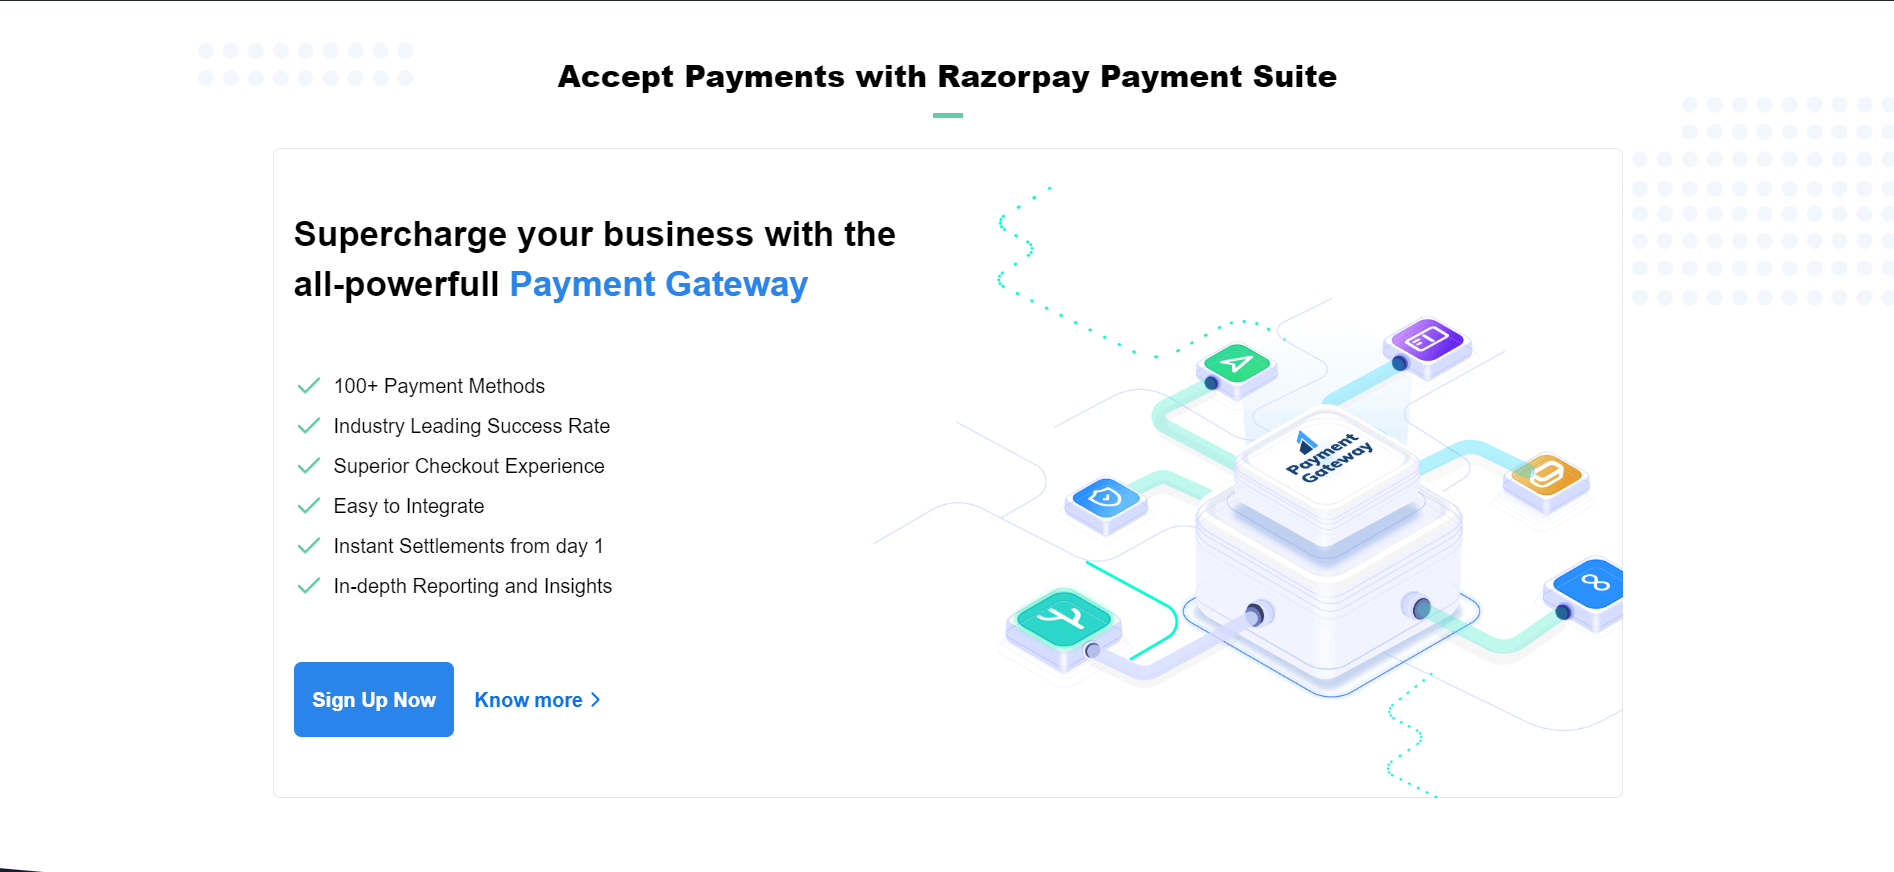 Accept Payments with Razorpay Payment Suite
Supercharge your business with the
all-powerfull Payment Gateway
100+ Payment Methods
Industry Leading Success Rate
Superior Checkout Experience
Easy to Integrate
Instant Settlements from day 1
In-depth Reporting and Insights
Sign Up Now
Know more
Payment
Gateway